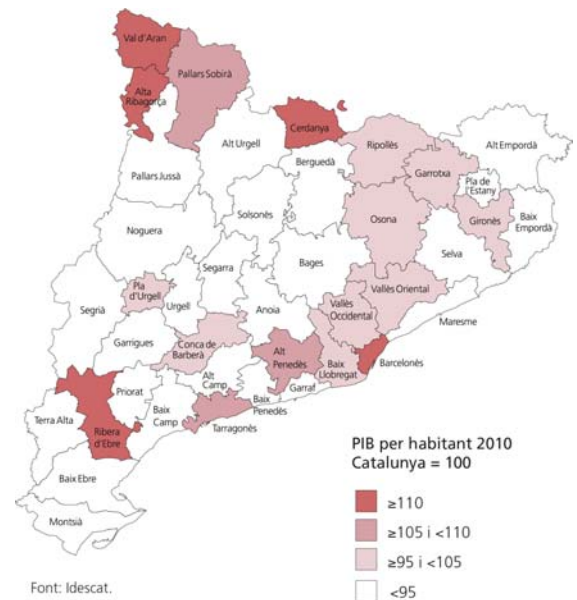 Val d'Aran
Pallars Sobirà
Alta
Ribagorça
Cerdanya
Alt Urgell
Ripollès
Alt Empordà
Berguedà
Garrotxa
Pla de
l'Estany
Pallars Jussà
Solsonès
Osona
Gironès
Baix
Empordà
Noguera
Selva
Segarra
Bages
Vallès Oriental
Pla
d'Urgell
Urgell
Vallès
Occidental
Segrià
Anoia
Maresme
Garrigues
Conca de
Barberà
Alt
Penedès
Baix
Llobregat
Barcelonès
Alt
Camp
Garraf
Priorat
Baix
Penedès
Baix
Camp
Tarragonès
Terra Alta
Ribera
d'Ebre
Baix Ebre
Montsià
PIB per habitant 2010
Catalunya = 100
≥110
≥105 i <110
≥95 i <105
<95
Font: Idescat.